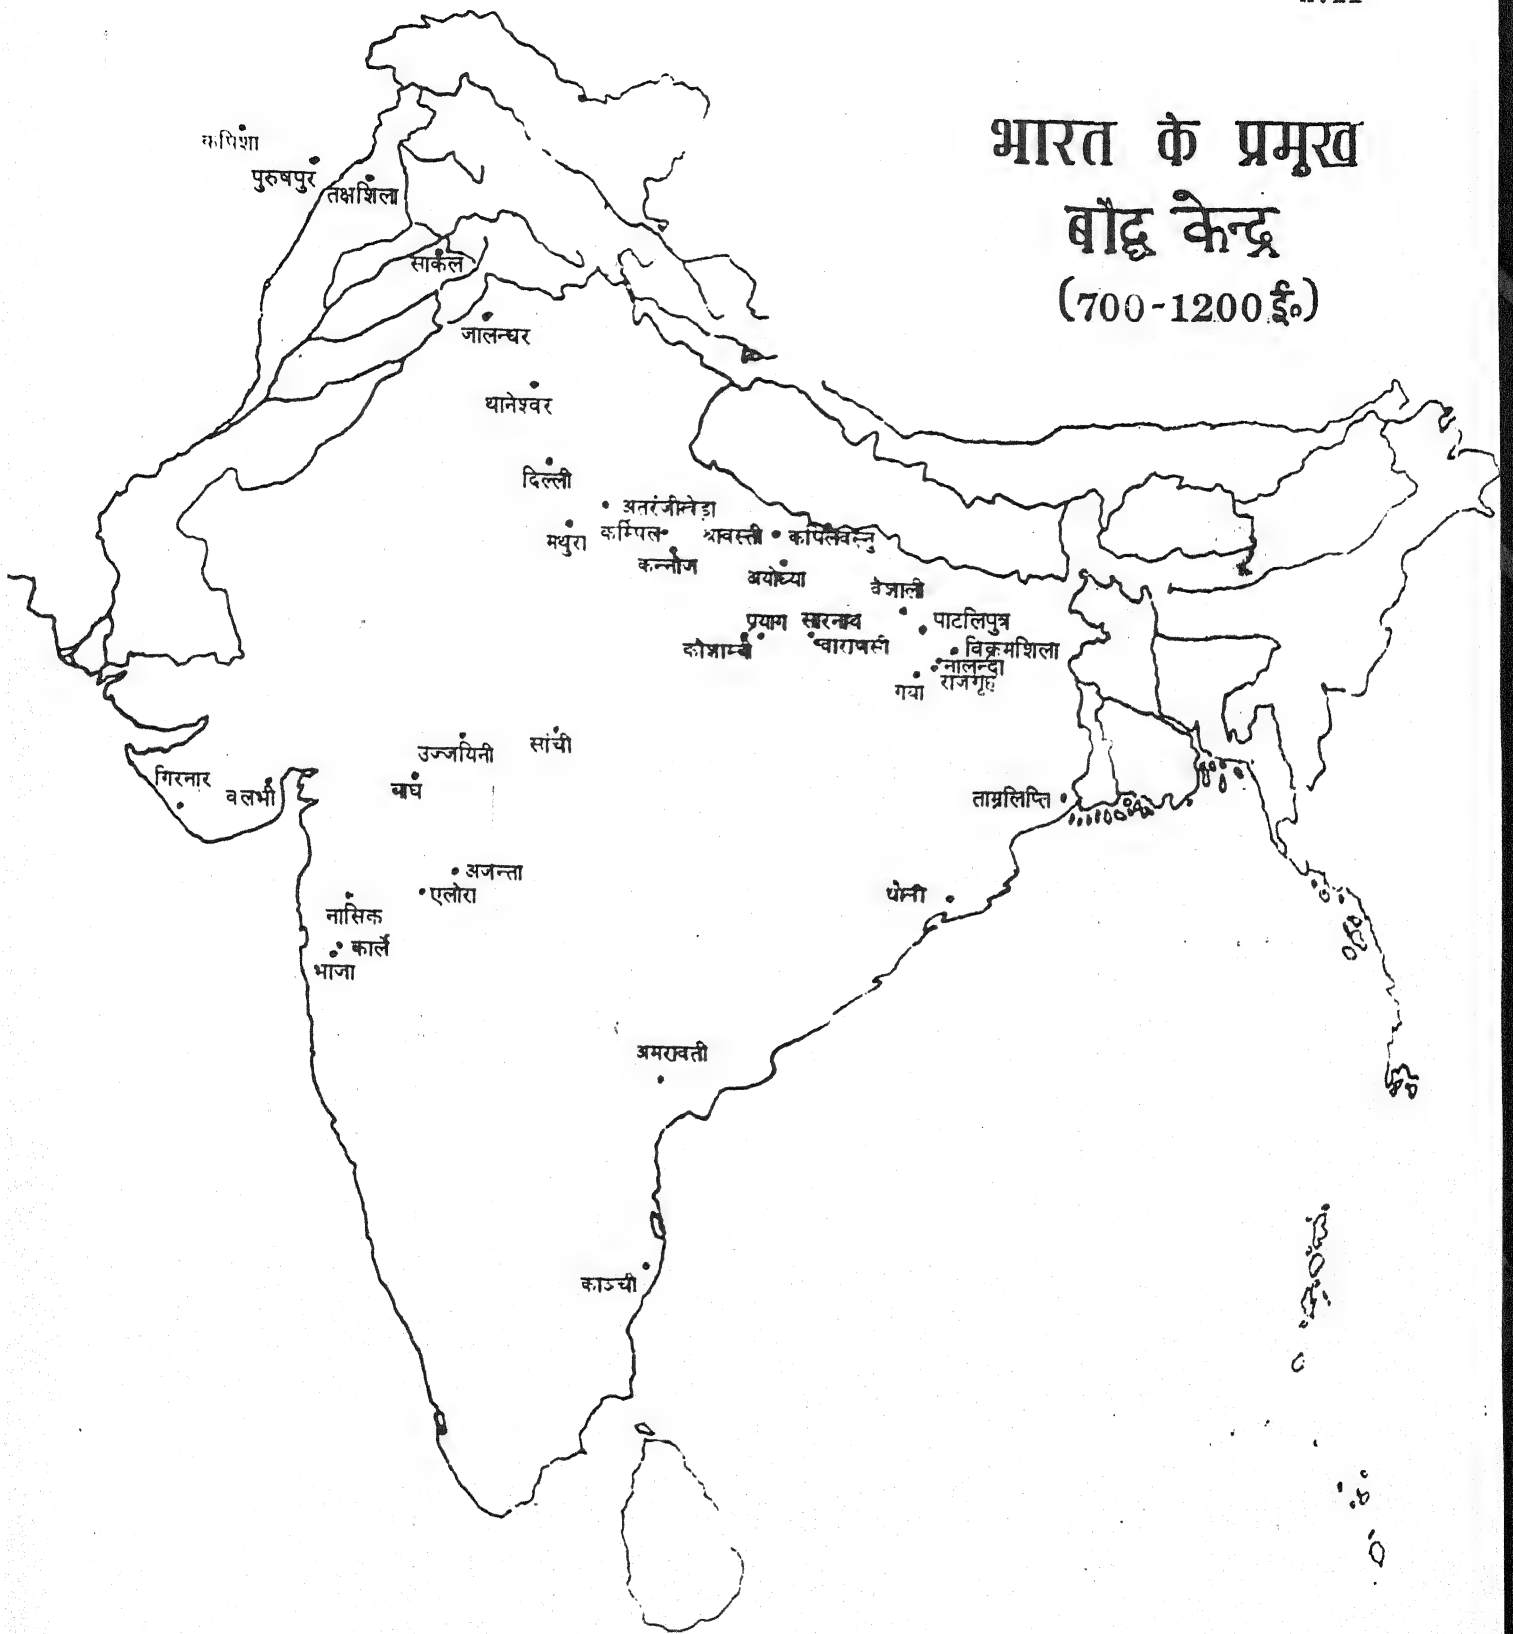 भारत के प्रमुख
बौद्ध केन्द्र
(700-1200 ई०)
कपिशा
पुरुषपुर
तक्षशिला
साकल
जालन्धर
थानेश्वर
दिल्ली
अतरंजीखेड़ा
मथुरा
कम्पिल
श्रावस्ती
कपिलवस्तु
कन्नौज
अयोध्या
वैशाली
प्रयाग
सारनाथ
पाटलिपुत्र
कौशाम्बी
वाराणसी
विक्रमशिला
नालन्दा
राजगृह
गया
उज्जयिनी
सांची
गिरनार
वलभी
बाघ
ताम्रलिप्ति
अजन्ता
एलोरा
नासिक
कार्ले
भाजा
अमरावती
काञ्ची